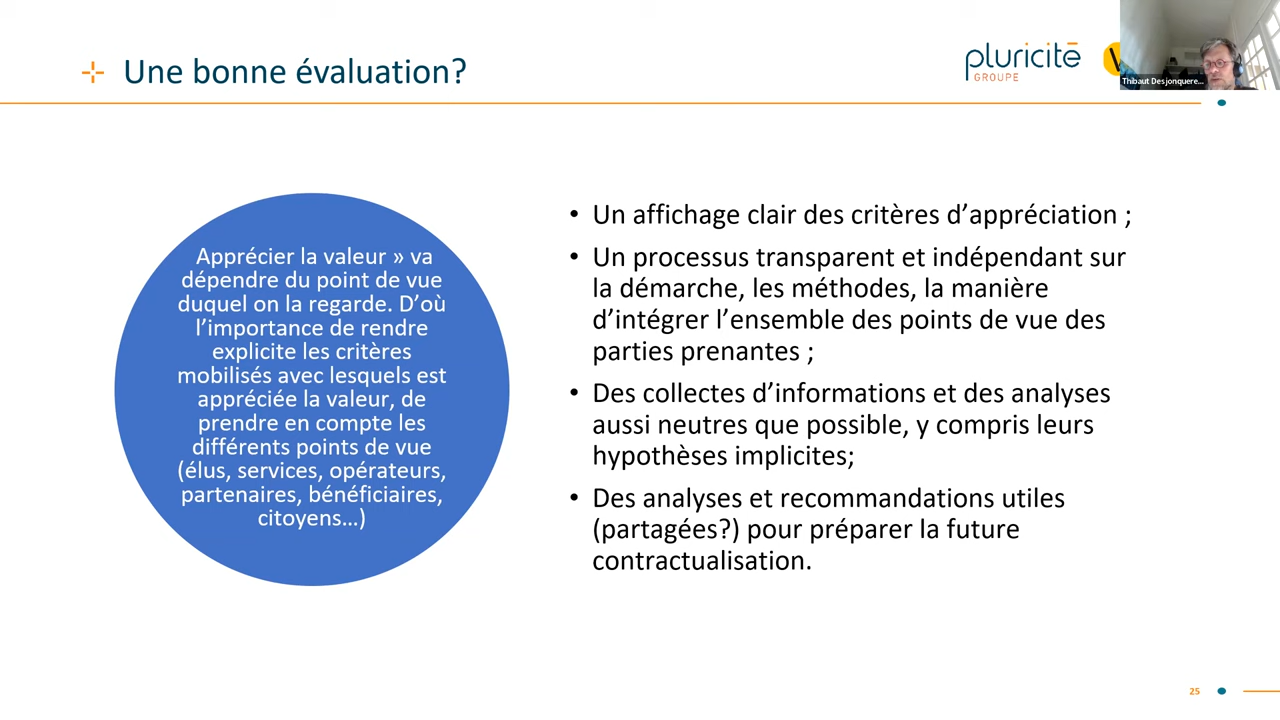 Une bonne évaluation?
pluricité
GROUPE
Thibaut Desjonquere...
Apprécier la valeur » va
dépendre du point de vue
duquel on la regarde. D’où
l’importance de rendre
explicite les critères
mobilisés avec lesquels est
appréciée la valeur, de
prendre en compte les
différents points de vue
(élus, services, opérateurs,
partenaires, bénéficiaires,
citoyens…)
• Un affichage clair des critères d’appréciation ;
• Un processus transparent et indépendant sur
la démarche, les méthodes, la manière
d’intégrer l’ensemble des points de vue des
parties prenantes ;
• Des collectes d’informations et des analyses
aussi neutres que possible, y compris leurs
hypothèses implicites;
• Des analyses et recommandations utiles
(partagées?) pour préparer la future
contractualisation.
25